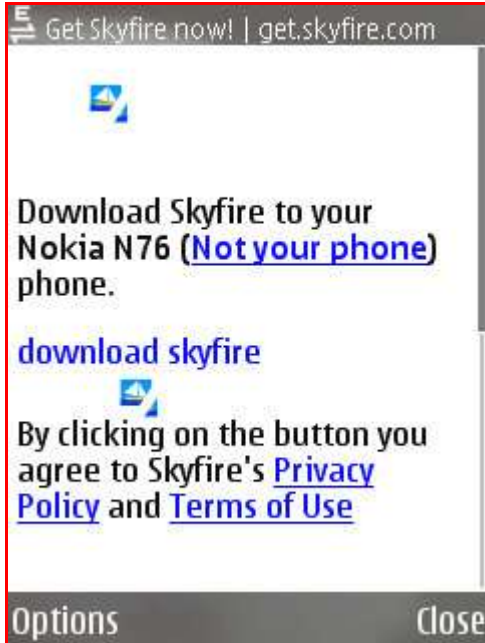 E
Get Skyfire now! | get.skyfire.com
Download Skyfire to your
Nokia N76 (Not your phone)
phone.
download skyfire
By clicking on the button you
agree to Skyfire's Privacy
Policy and Terms of Use
Options Close